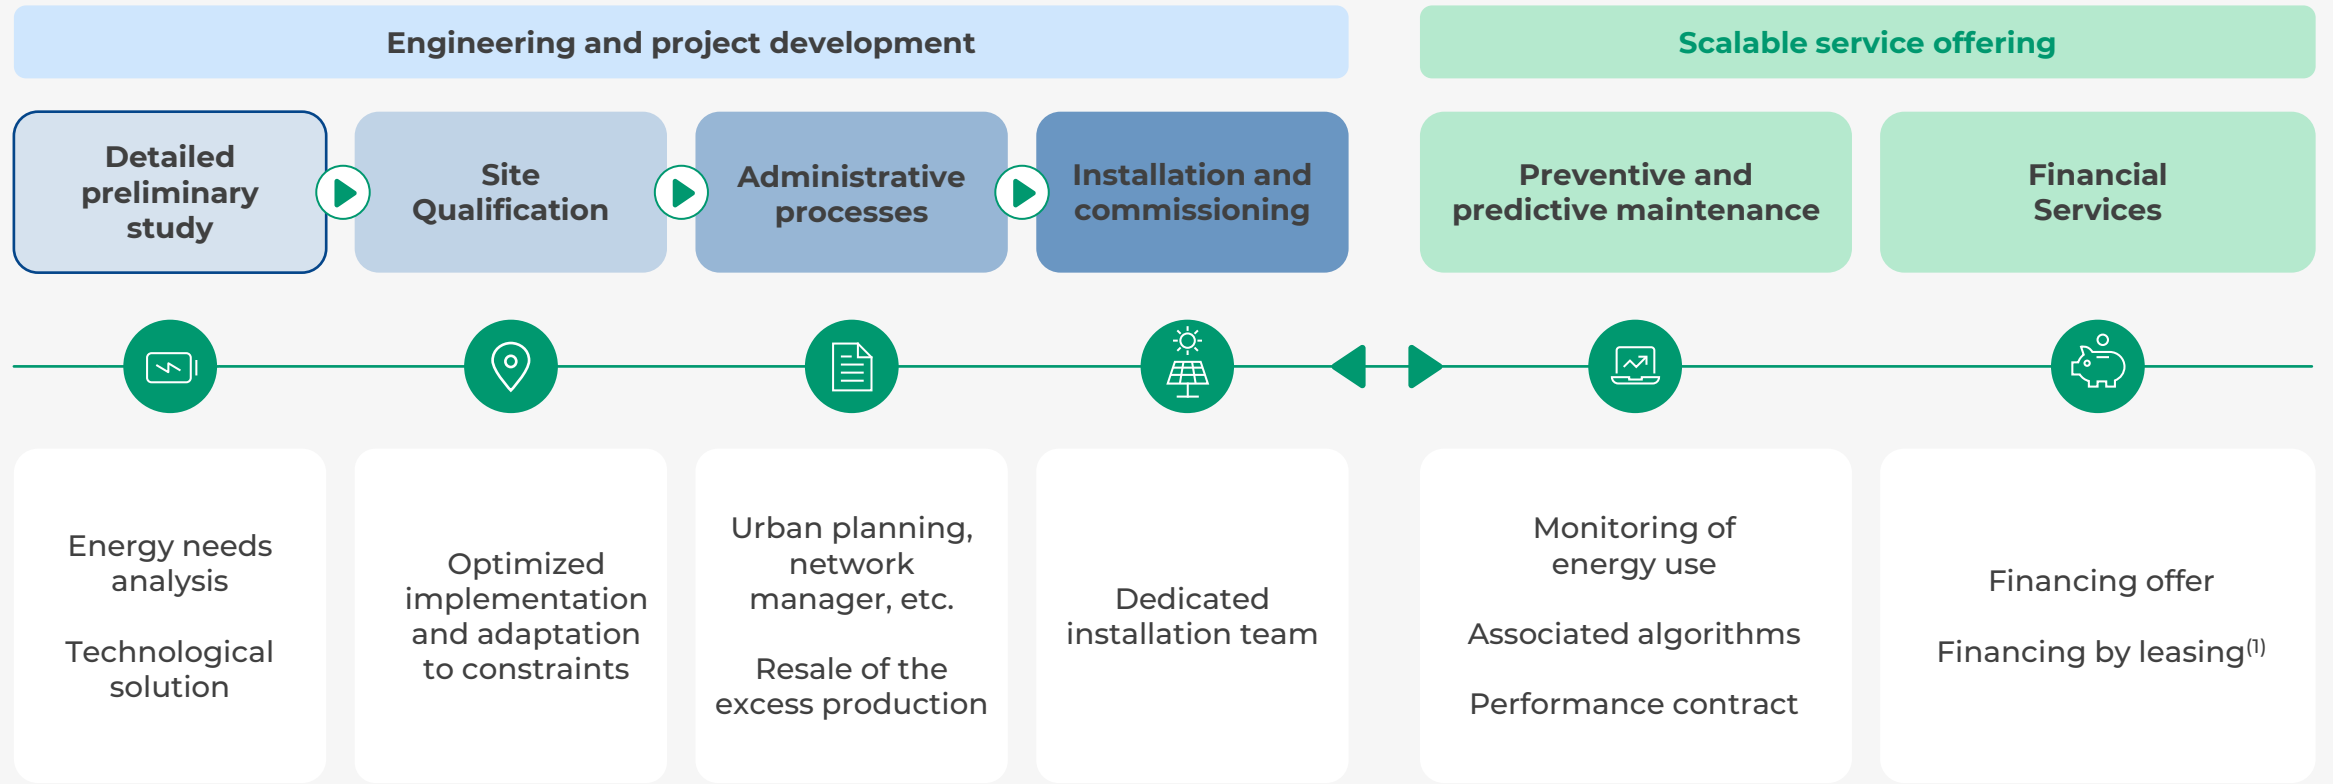 Engineering and project development
Scalable service offering
Detailed
preliminary
study
Site
Qualification
Administrative
processes
Installation and
commissioning
Preventive and
predictive maintenance
Financial
Services
Energy needs
analysis
Technological
solution
Optimized
implementation
and adaptation
to constraints
Urban planning,
network
manager, etc.
Resale of the
excess production
Dedicated
installation team
Monitoring of
energy use
Associated algorithms
Performance contract
Financing offer
Financing by leasing(1)